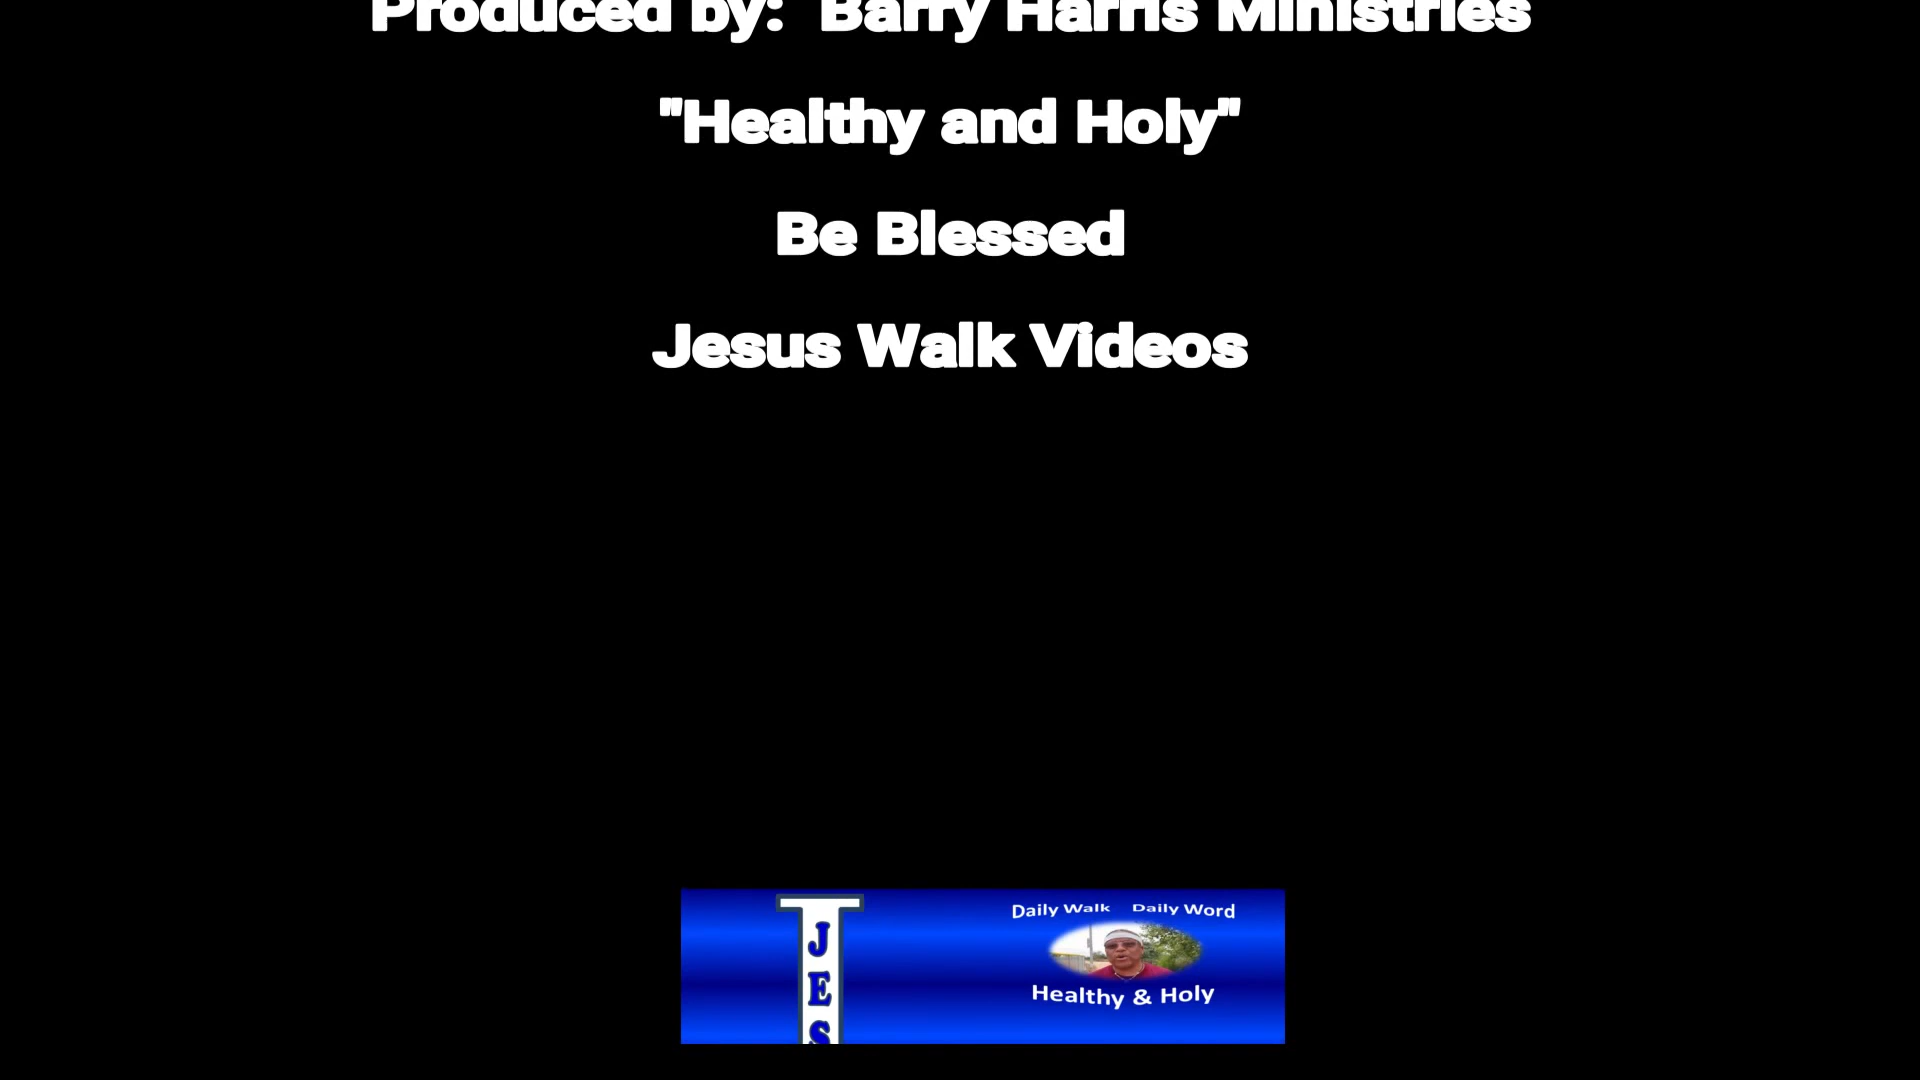 Produced by:  Barry Harris Ministries
"Healthy and Holy"
Be Blessed
Jesus Walk Videos
J
E
S
Daily Walk Daily Word
Healthy & Holy